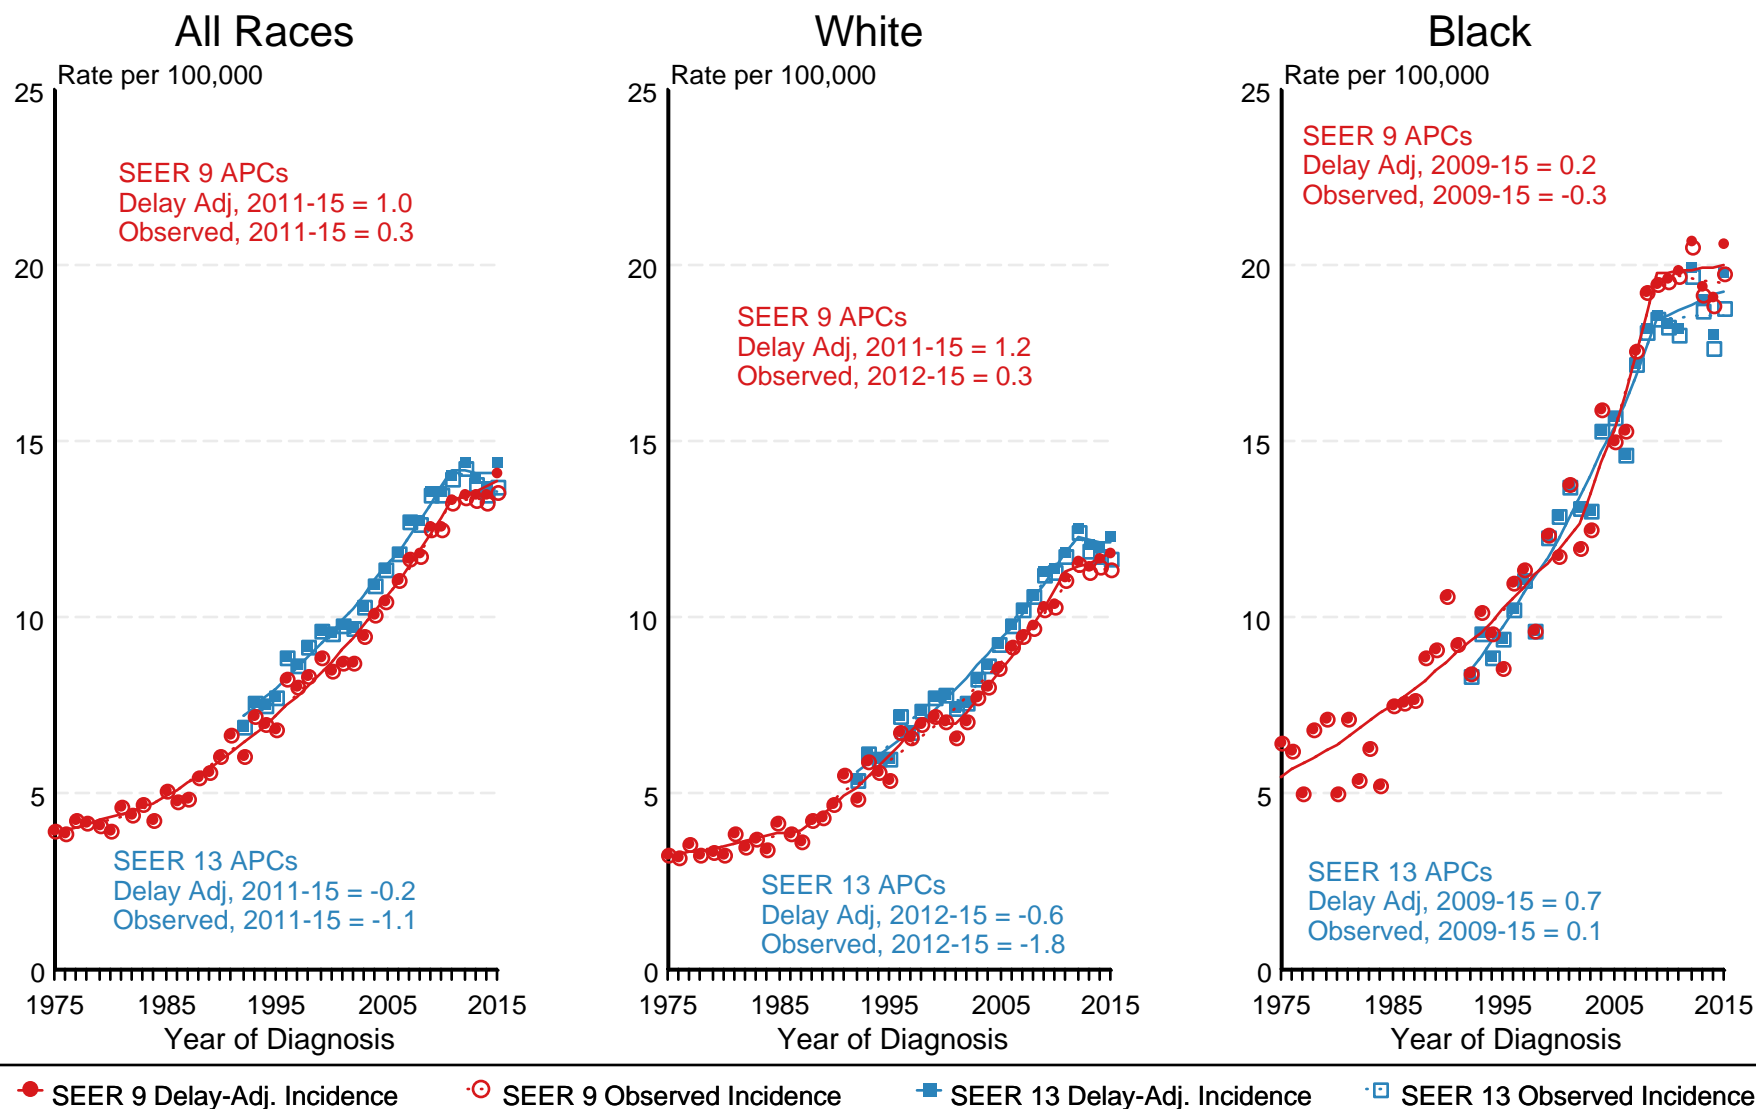 All Races
Rate per 100,000
25
20
15
10
5
0
SEER 9 APCs
Delay Adj, 2011-15 = 1.0
Observed, 2011-15 = 0.3
SEER 13 APCs
Delay Adj, 2011-15 = -0.2
Observed, 2011-15 = -1.1
1975 1985 1995 2005 2015
Year of Diagnosis
White
Rate per 100,000
25
20
15
10
5
0
SEER 9 APCs
Delay Adj, 2011-15 = 1.2
Observed, 2012-15 = 0.3
SEER 13 APCs
Delay Adj, 2012-15 = -0.6
Observed, 2012-15 = -1.8
1975 1985 1995 2005 2015
Year of Diagnosis
Black
Rate per 100,000
25
20
15
10
5
0
SEER 9 APCs
Delay Adj, 2009-15 = 0.2
Observed, 2009-15 = -0.3
SEER 13 APCs
Delay Adj, 2009-15 = 0.7
Observed, 2009-15 = 0.1
1975 1985 1995 2005 2015
Year of Diagnosis
SEER 9 Delay-Adj. Incidence SEER 9 Observed Incidence SEER 13 Delay-Adj. Incidence SEER 13 Observed Incidence